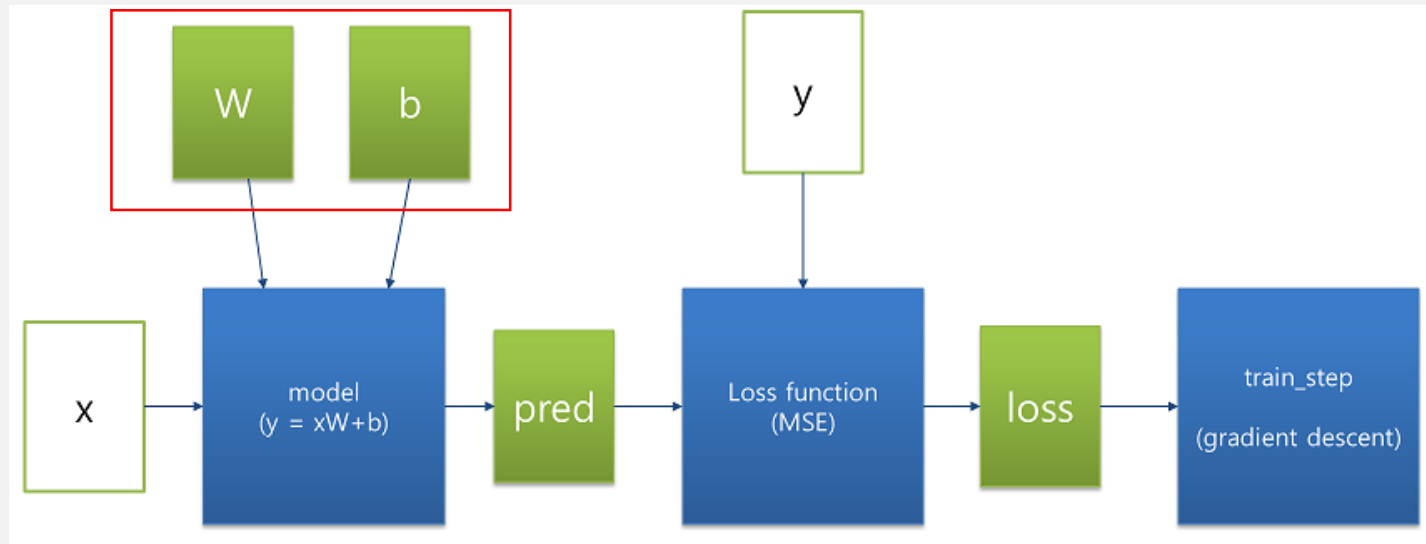 W
b
y
x
model
(y = xW+b)
pred
Loss function
(MSE)
loss
train_step
(gradient descent)